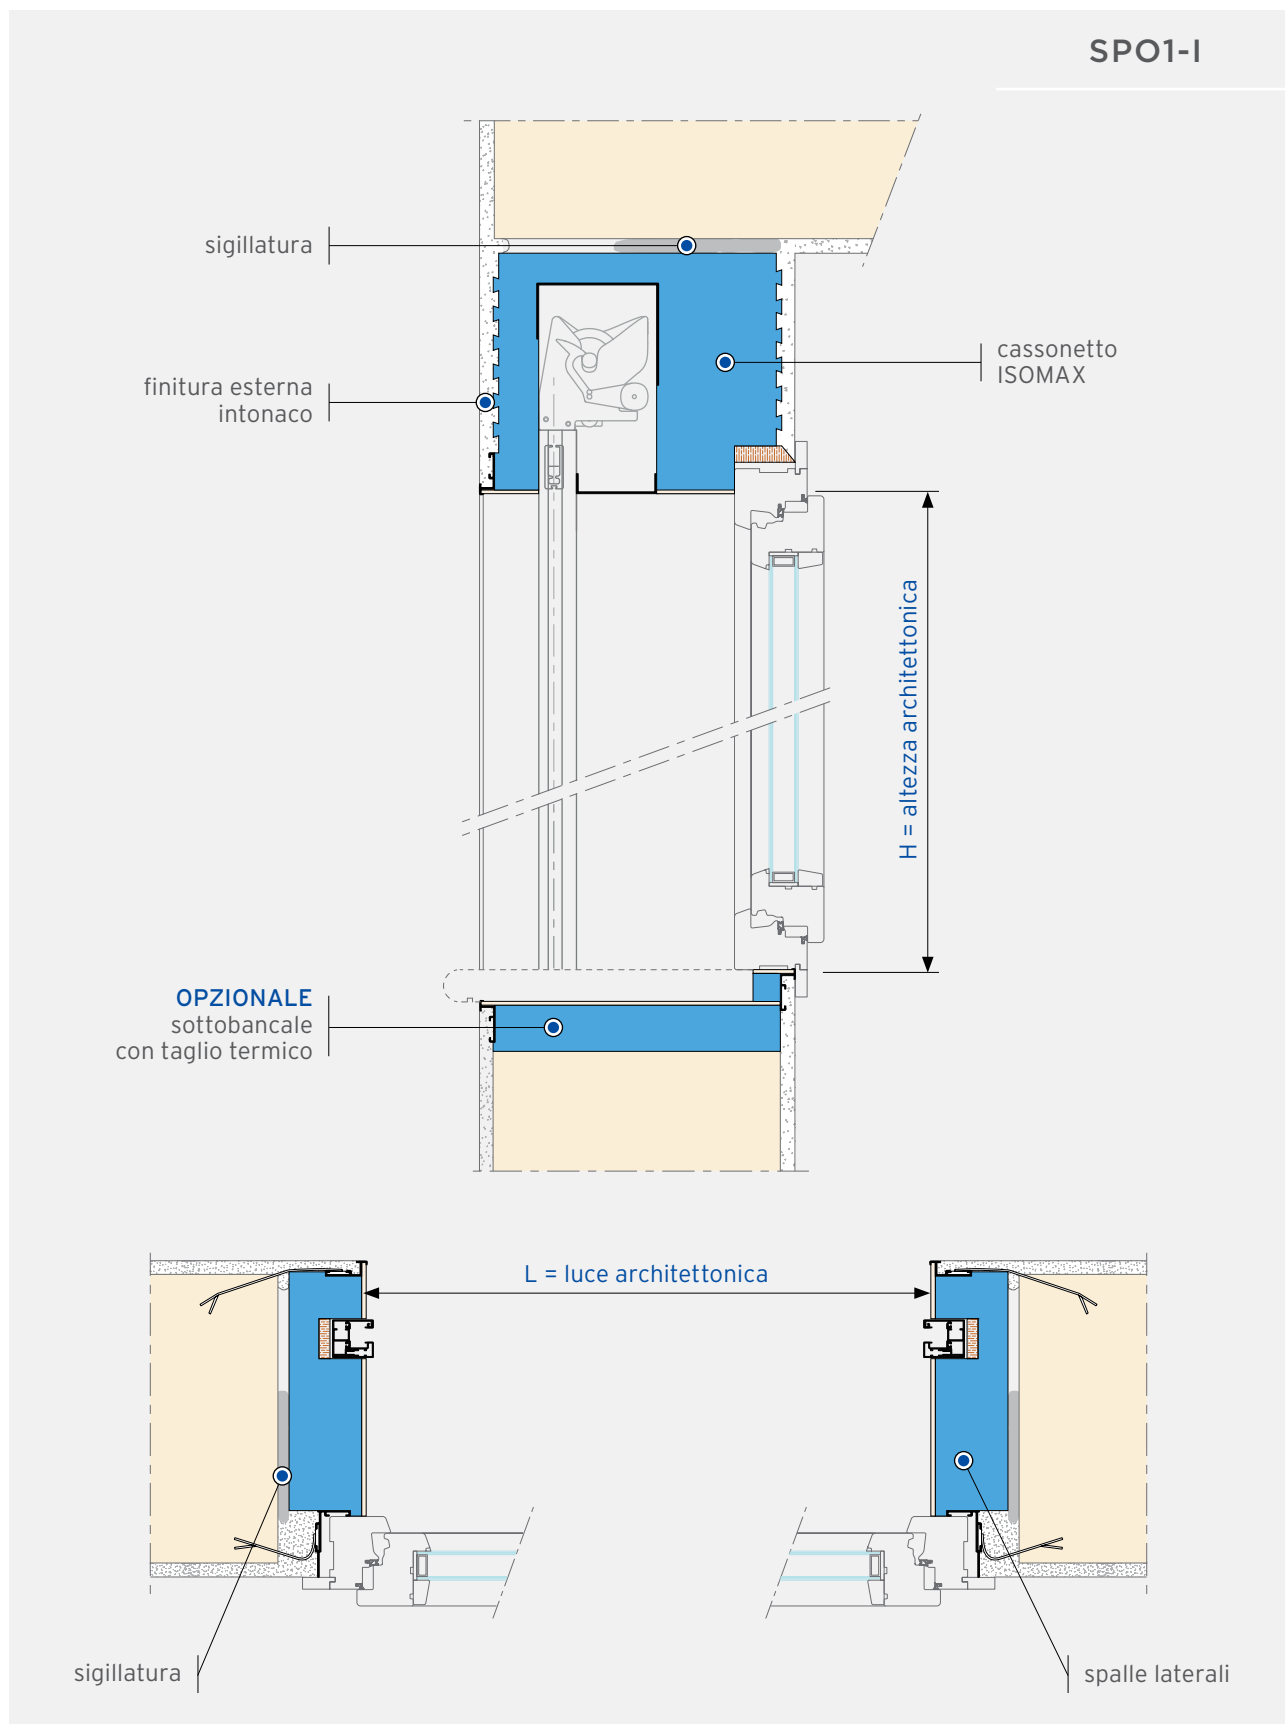 SPO1-I
sigillatura
cassonetto
ISOMAX
finitura esterna
intonaco
H = altezza architettonica
OPZIONALE
sottobancale
con taglio termico
L = luce architettonica
sigillatura
spalle laterali